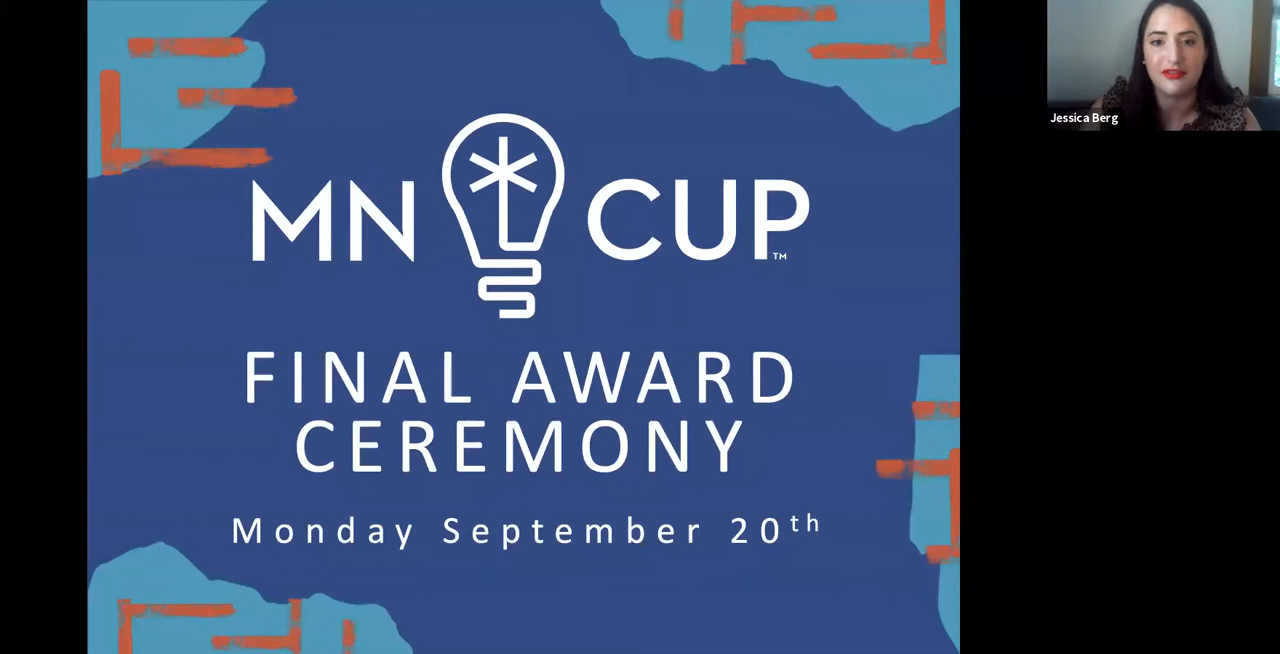 MN CUP™
FINAL AWARD
CEREMONY
Monday September 20th
Jessica Berg